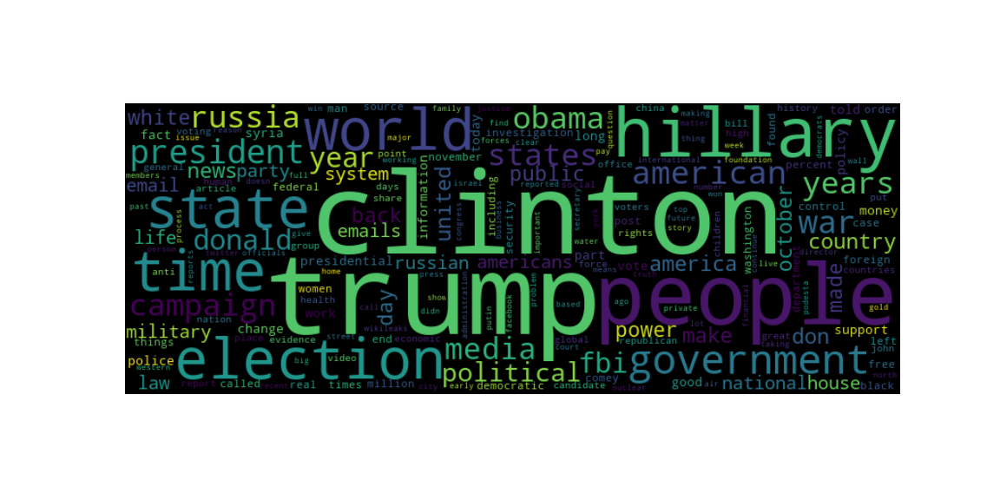 white russia world win man source family justice obama hillary china making history told order
fact issue voting reason syria today find investigation long question matter bill found democrats
president year major point forces clear states pay thing high policy
general news party full working november information system office international week foundation percent wall
members human doesn federal united israel reported social public american years
email article days including number put
past state act clinton voters top won control money
process share back congress business security important secretary york post future children october war case
life donald give group emails water rights story washington continue director country
person reports officials twitter presidential russian americans part force vote america live foreign
time anti home trump press means truth people department countries
women day administration putin facebook problem ago financial podesta made
campaign health work call show didn based private gold
nation change wikileaks global court lot power make great don support
military things evidence street end economic republican taking left
police western election big video media fbi government free
law report called recent real times million city early political democratic candidate comey nuclear good air national house black north
john